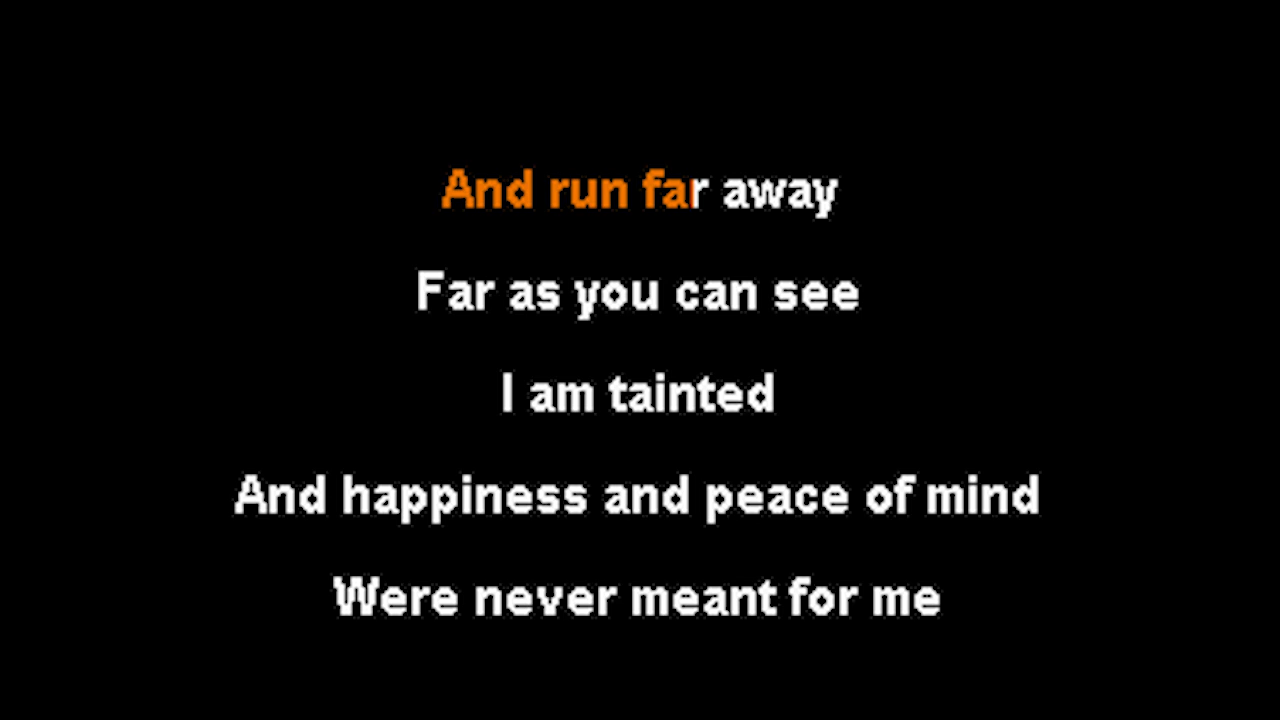 And run far away
Far as you can see
I am tainted
And happiness and peace of mind
Were never meant for me